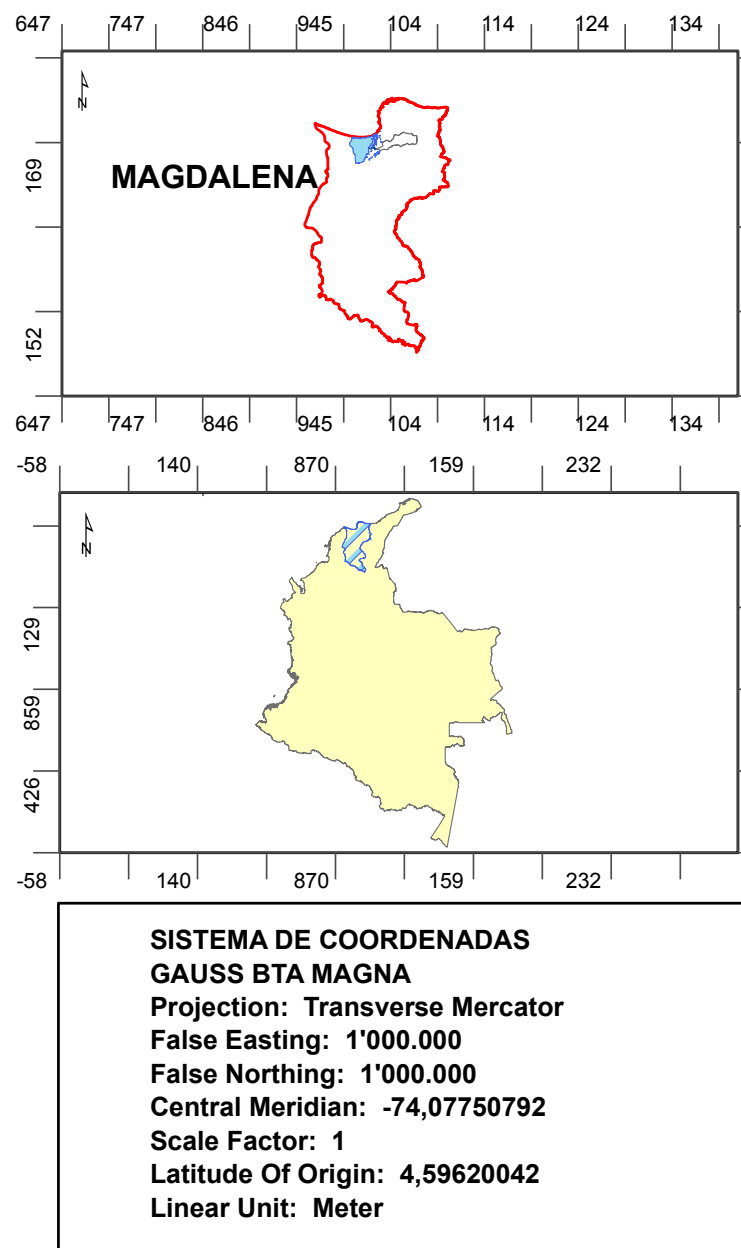 647 747 846 945 104 114 124 134
N
MAGDALENA
169
152
647 747 846 945 104 114 124 134
-58 140 870 159 232
N
129
859
426
-58 140 870 159 232
SISTEMA DE COORDENADAS
GAUSS BTA MAGNA
Projection: Transverse Mercator
False Easting: 1'000.000
False Northing: 1'000.000
Central Meridian: -74,07750792
Scale Factor: 1
Latitude Of Origin: 4,59620042
Linear Unit: Meter